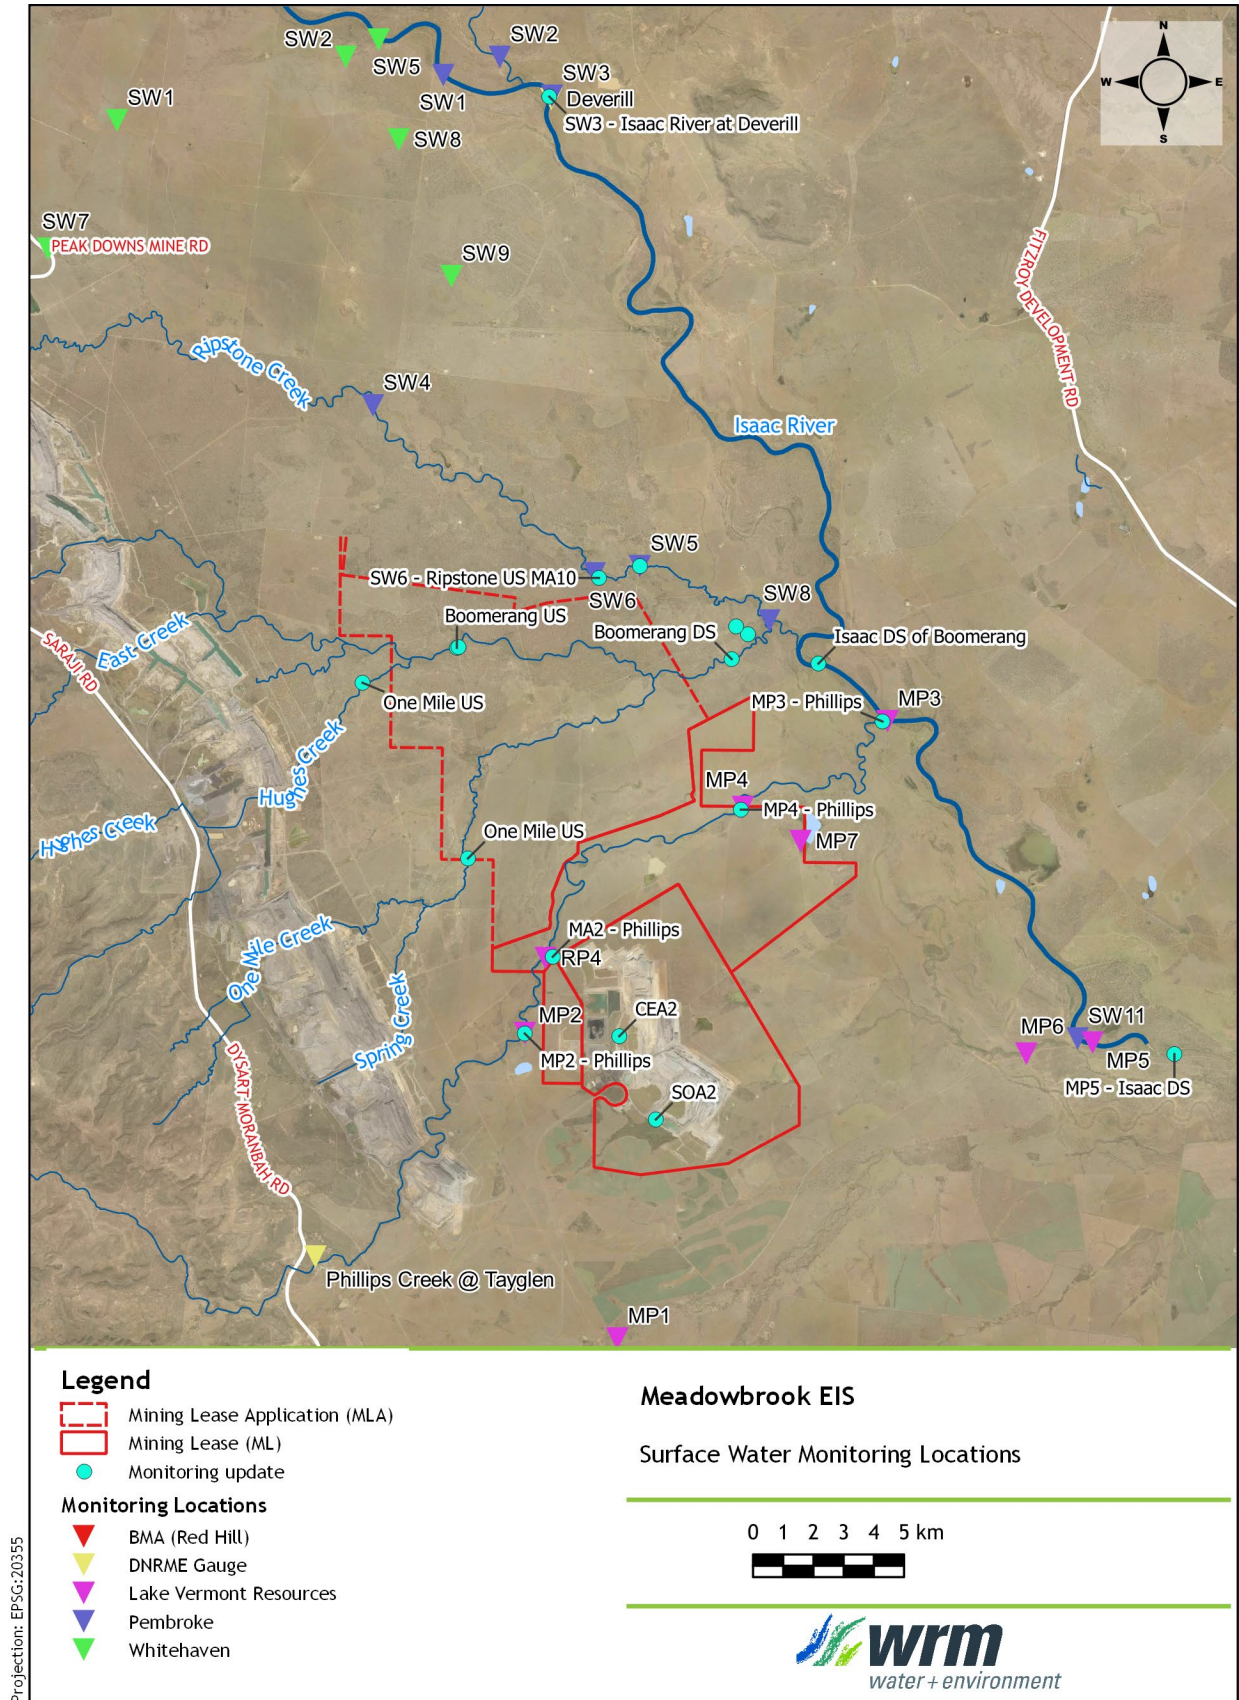 SW2
SW2
SW5
SW3
SW1
Deverill
SW1
SW3 - Isaac River at Deverill
SW8
N
W
E
S
SW7
PEAK DOWNS MINE RD
SW9
FITZROY DEVELOPMENT RD
Ripstone Creek
SW4
Isaac River
SW5
SW6 - Ripstone US MA10
SW6
SW8
Boomerang US
Boomerang DS
Isaac DS of Boomerang
East Creek
SARAJI RD
One Mile US
MP3 - Phillips
MP3
Hughes Creek
MP4
MP4 - Phillips
Hughes Creek
One Mile US
MP7
One Mile Creek
MA2 - Phillips
RP4
Spring Creek
MP2
CEA2
MP6
SW11
MP2 - Phillips
MP5
MP5 - Isaac DS
DYSART-MORANBAH RD
SOA2
Phillips Creek @ Tayglen
MP1
Legend
Mining Lease Application (MLA)
Mining Lease (ML)
Monitoring update
Monitoring Locations
BMA (Red Hill)
DNRME Gauge
Lake Vermont Resources
Pembroke
Whitehaven
Meadowbrook EIS
Surface Water Monitoring Locations
0 1 2 3 4 5 km
wrm
water + environment
Projection: EPSG:20355